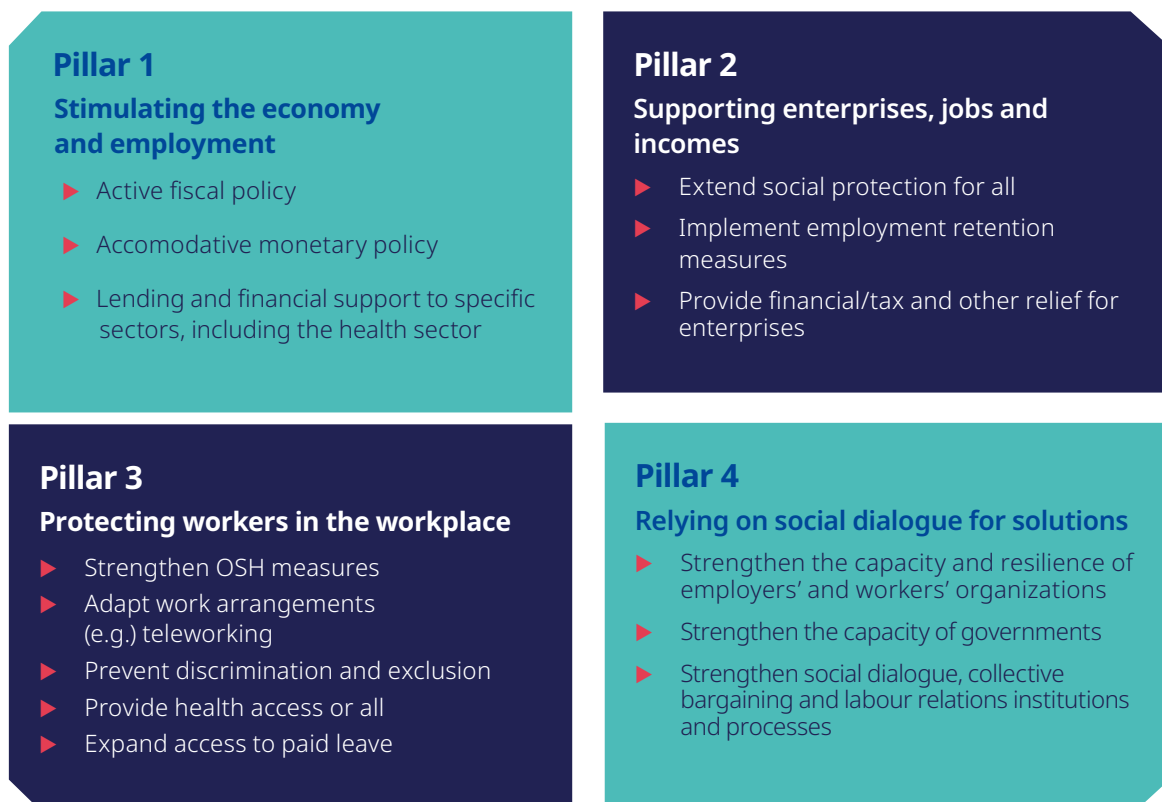 Pillar 1
Stimulating the economy
and employment
Active fiscal policy
Accomodative monetary policy
Lending and financial support to specific
sectors, including the health sector
Pillar 2
Supporting enterprises, jobs and
incomes
Extend social protection for all
Implement employment retention
measures
Provide financial/tax and other relief for
enterprises
Pillar 3
Protecting workers in the workplace
Strengthen OSH measures
Adapt work arrangements
(e.g.) teleworking
Prevent discrimination and exclusion
Provide health access or all
Expand access to paid leave
Pillar 4
Relying on social dialogue for solutions
Strengthen the capacity and resilience of
employers’ and workers’ organizations
Strengthen the capacity of governments
Strengthen social dialogue, collective
bargaining and labour relations institutions
and processes